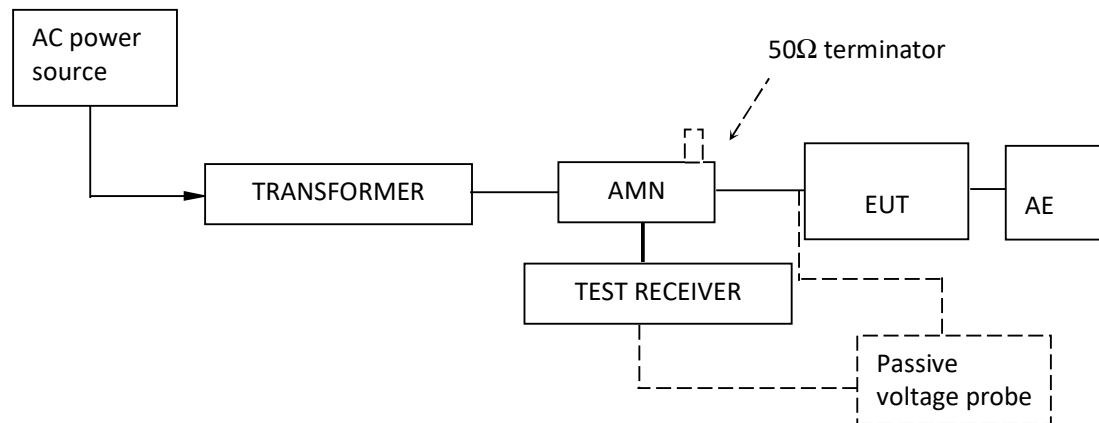 AC power
source
50Ω terminator
TRANSFORMER
AMN
EUT
AE
TEST RECEIVER
Passive
voltage probe